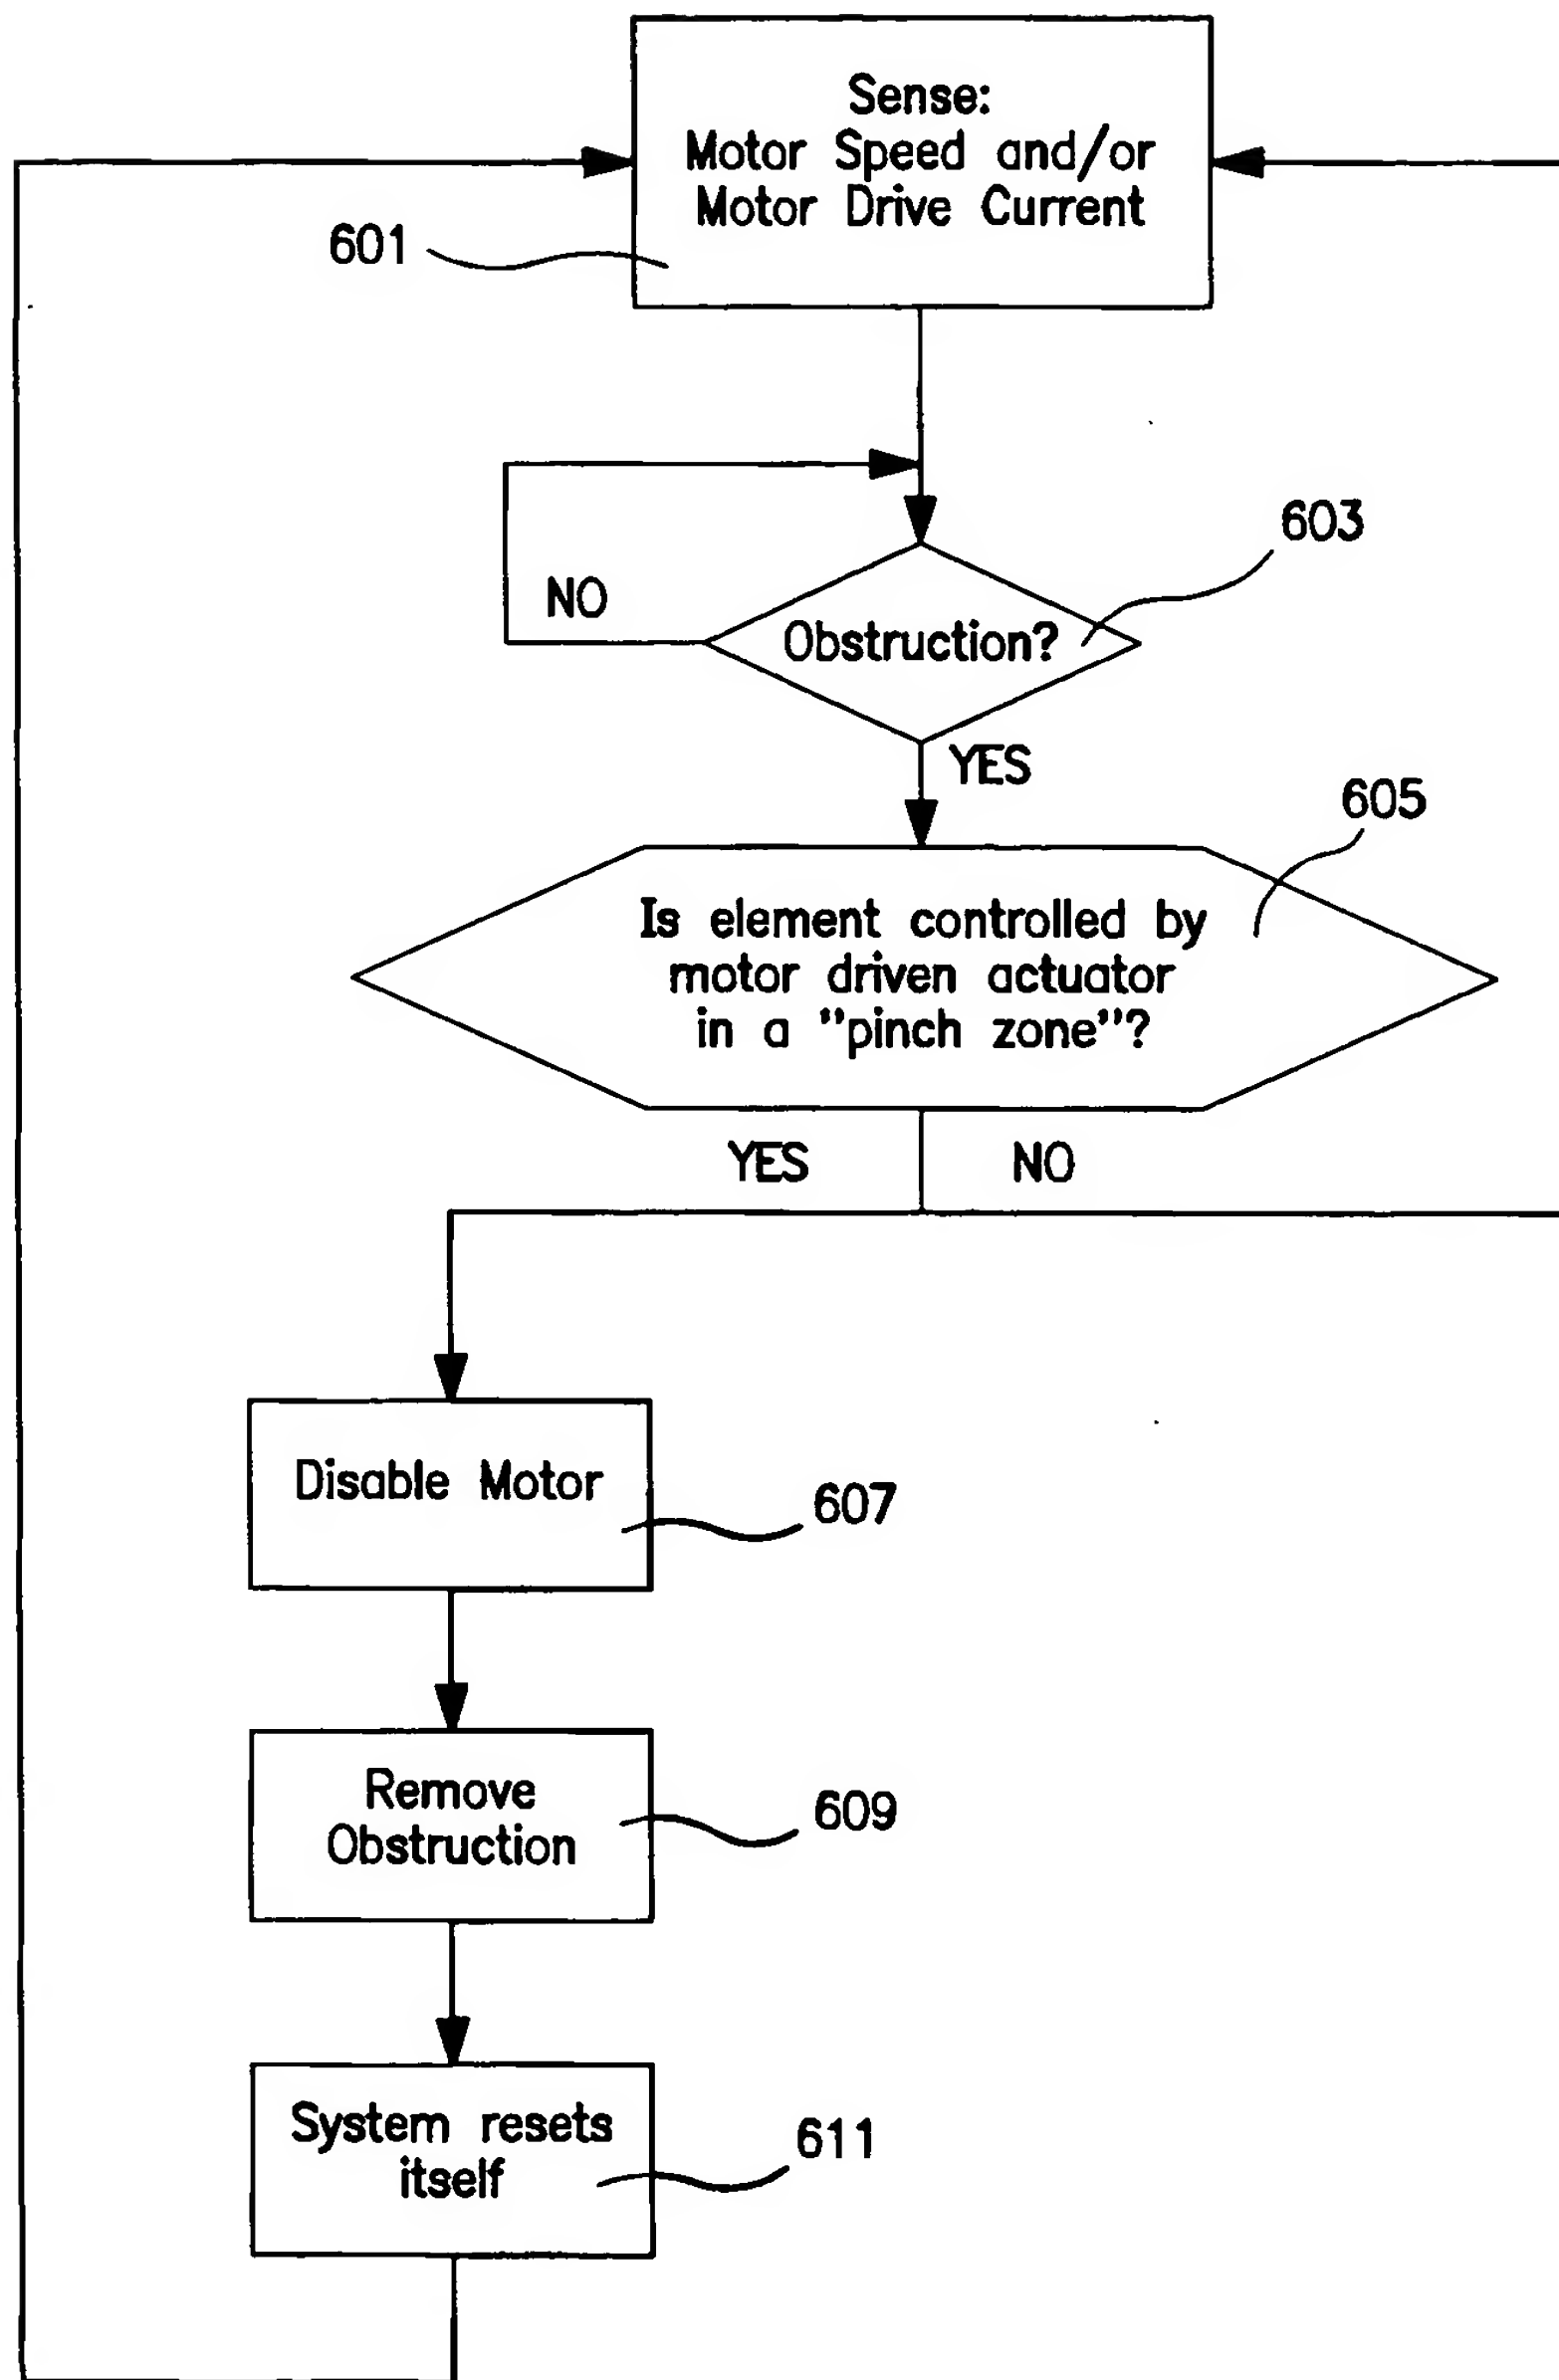 Sense:
Motor Speed and/or
Motor Drive Current
601
603
NO
Obstruction?
YES
605
Is element controlled by
motor driven actuator
in a "pinch zone"?
YES
NO
Disable Motor
607
Remove
Obstruction
609
System resets
itself
611